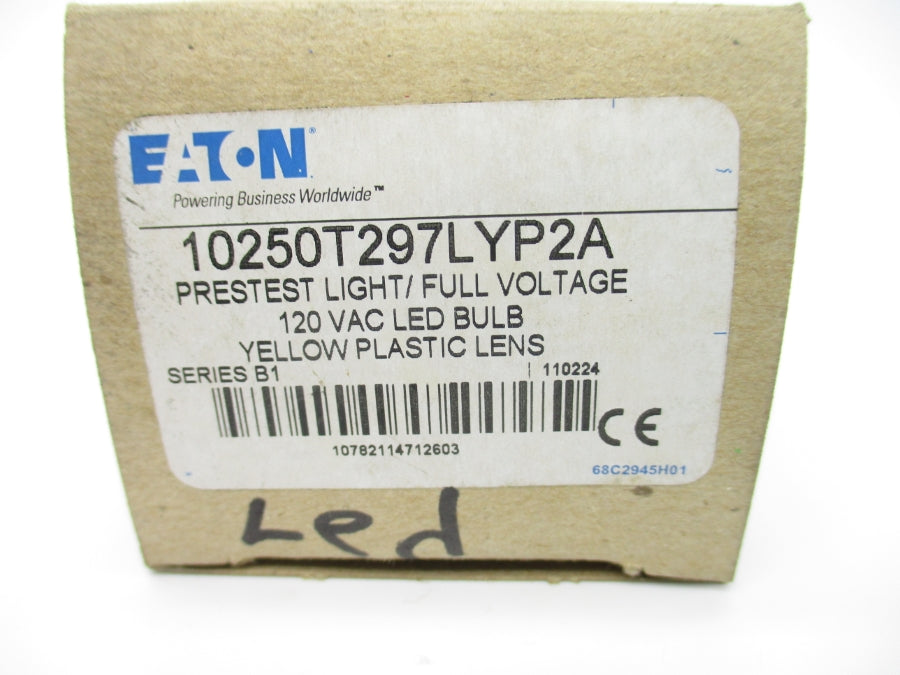 EATON®
Powering Business Worldwide™
10250T297LYP2A
PRESTEST LIGHT/ FULL VOLTAGE
120 VAC LED BULB
YELLOW PLASTIC LENS
SERIES B1 | 110224
10782114712603
CE
68C2945H01
Led